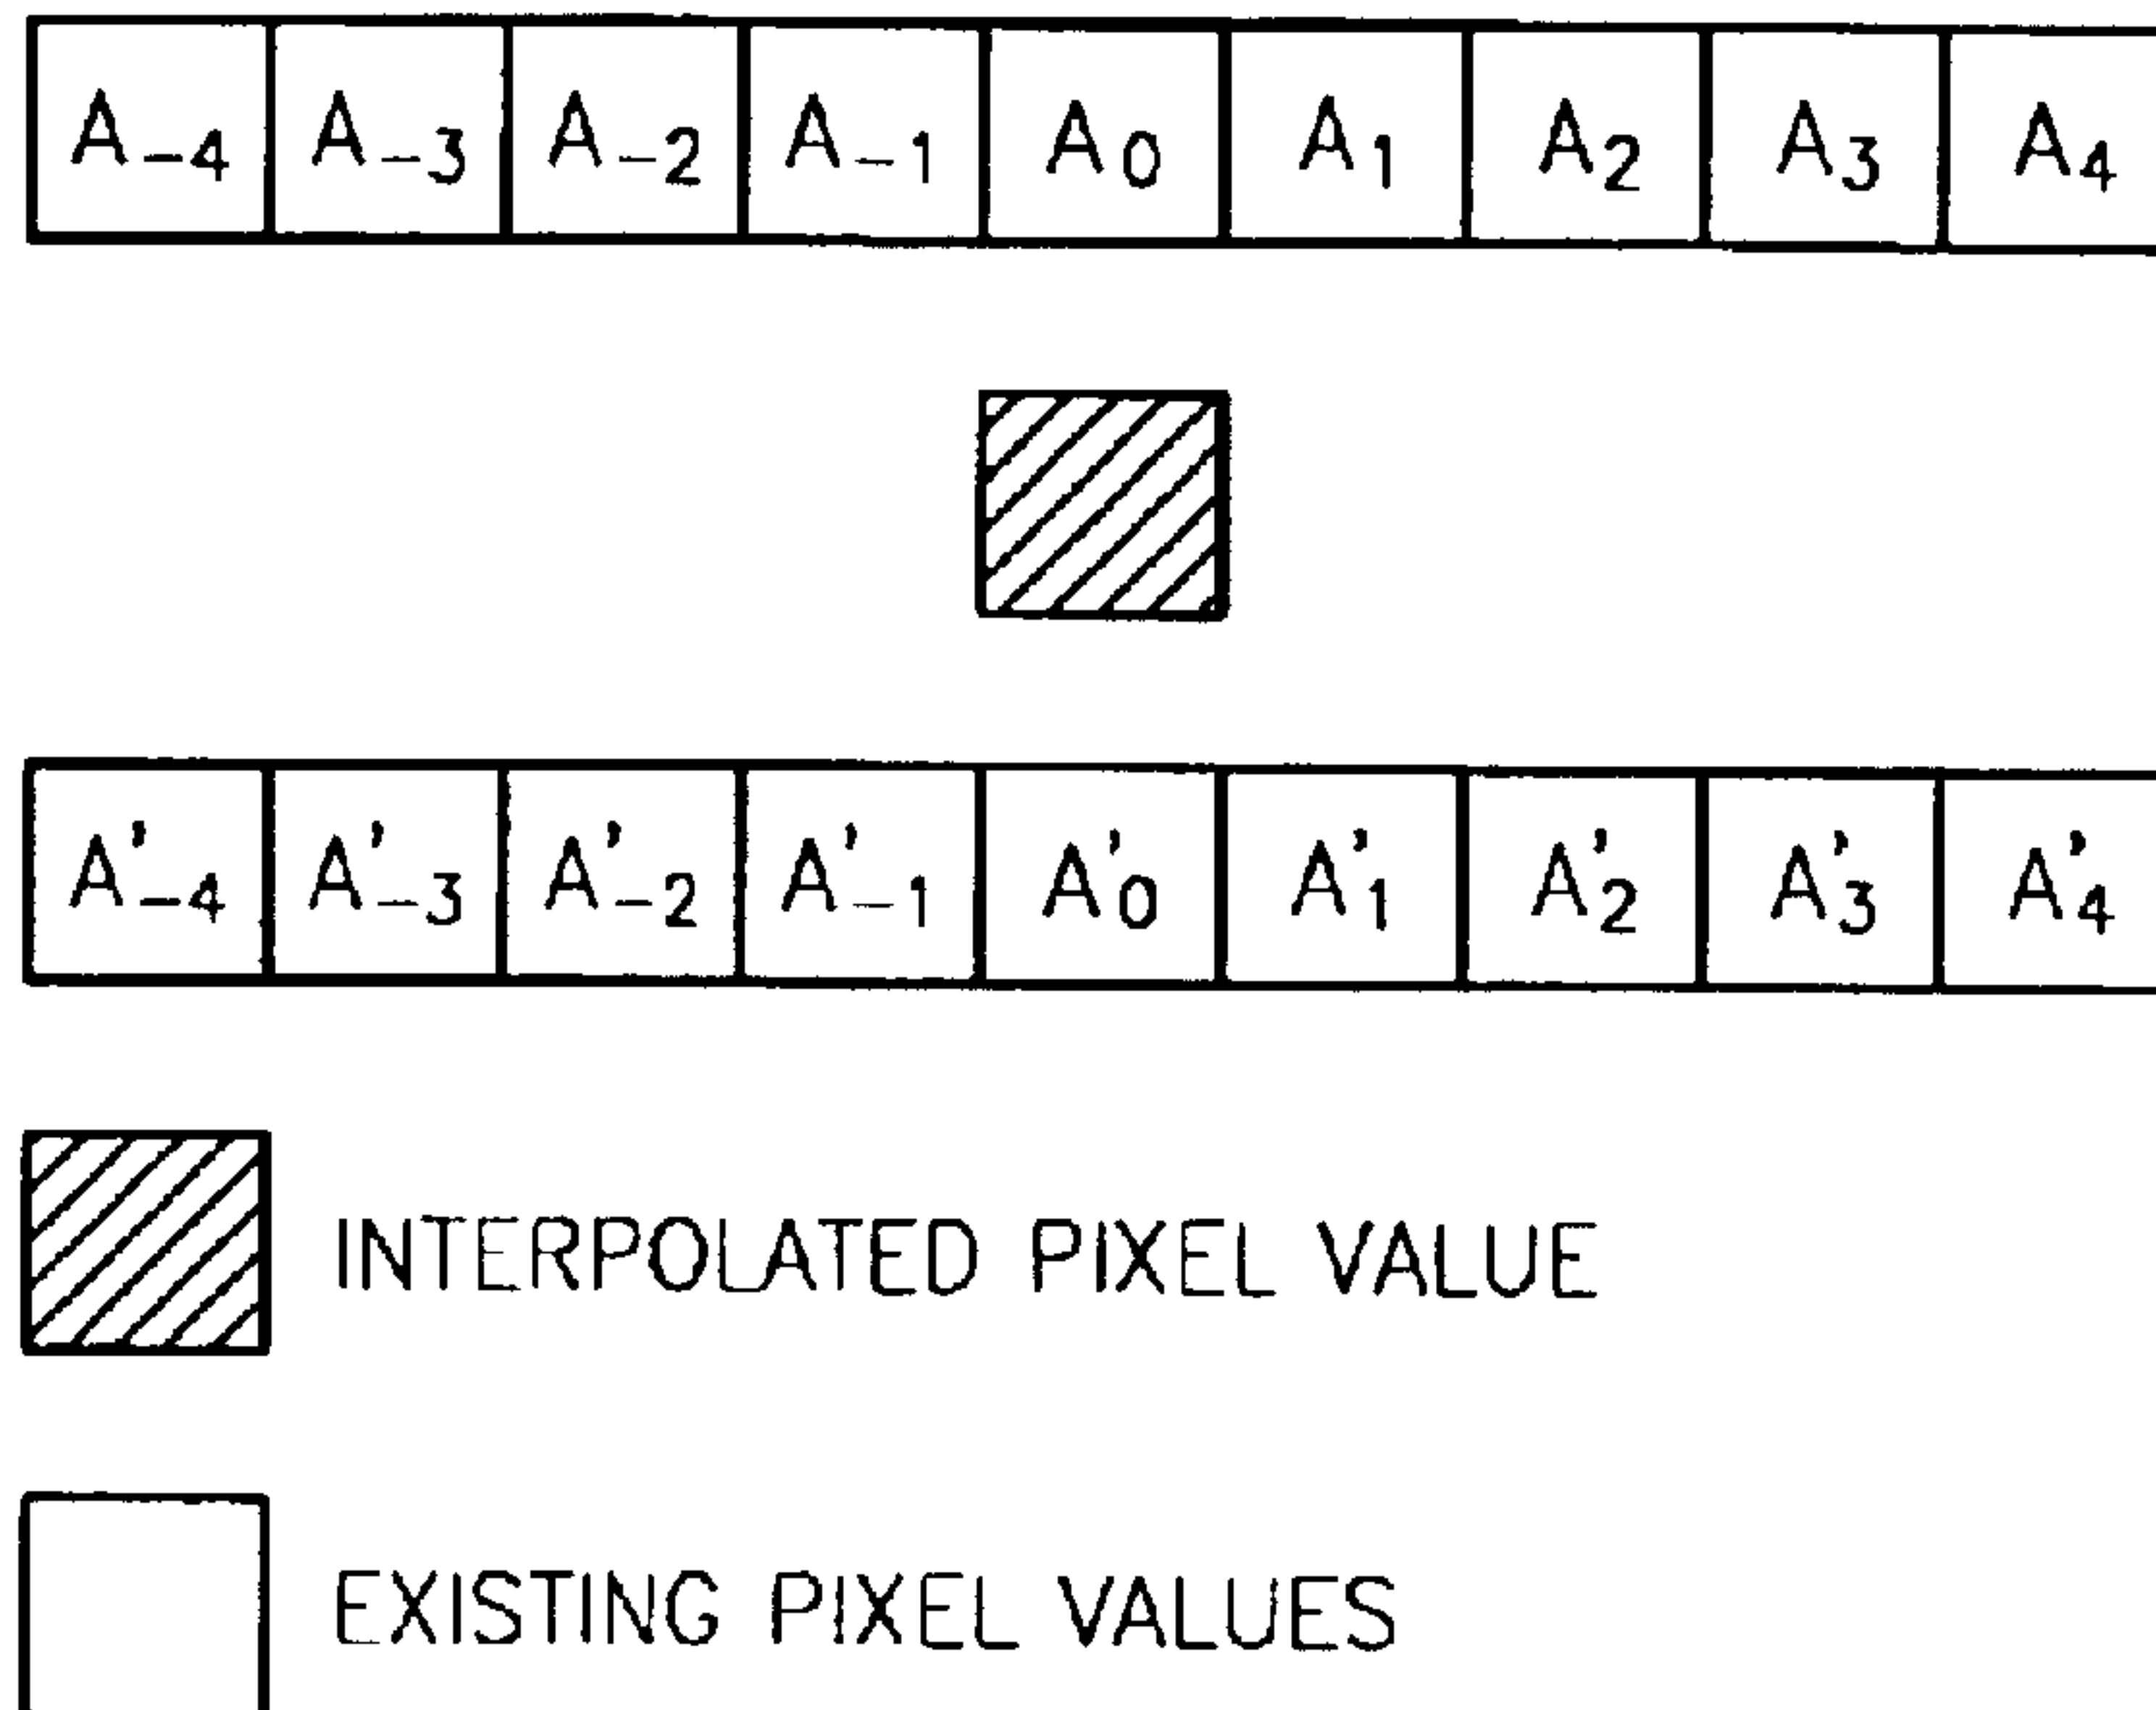 A₋₄ A₋₃ A₋₂ A₋₁ A₀ A₁ A₂ A₃ A₄
A'₋₄ A'₋₃ A'₋₂ A'₋₁ A'₀ A'₁ A'₂ A'₃ A'₄
INTERPOLATED PIXEL VALUE
EXISTING PIXEL VALUES